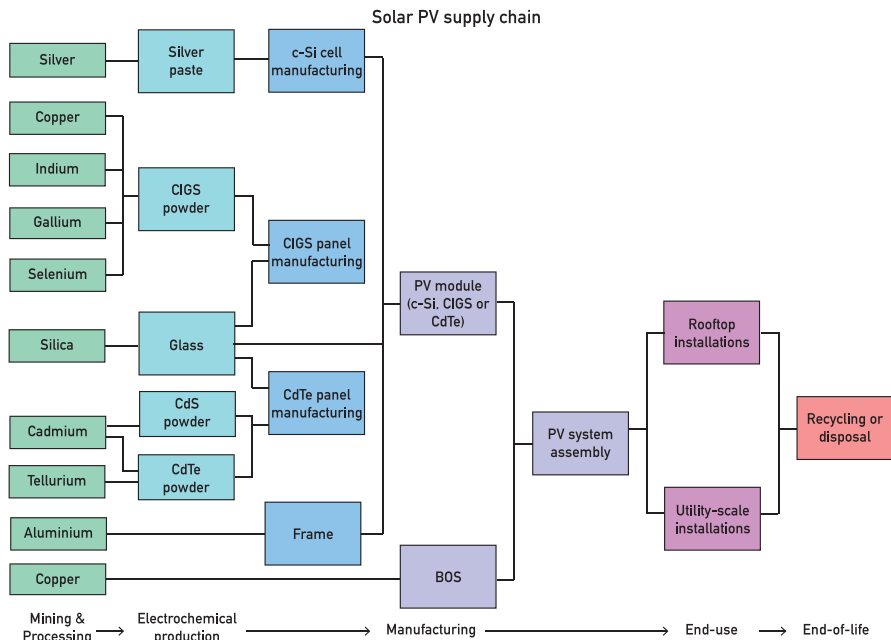 Solar PV supply chain
Silver
Silver
paste
c-Si cell
manufacturing
Copper
Indium
Gallium
Selenium
CIGS
powder
CIGS panel
manufacturing
PV module
(c-Si, CIGS or
CdTe)
Silica
Glass
Rooftop
installations
CdTe panel
manufacturing
Cadmium
CdS
powder
Tellurium
CdTe
powder
PV system
assembly
Recycling or
disposal
Aluminium
Frame
Utility-scale
installations
Copper
BOS
Mining &
Processing
Electrochemical
production
Manufacturing
End-use
End-of-life